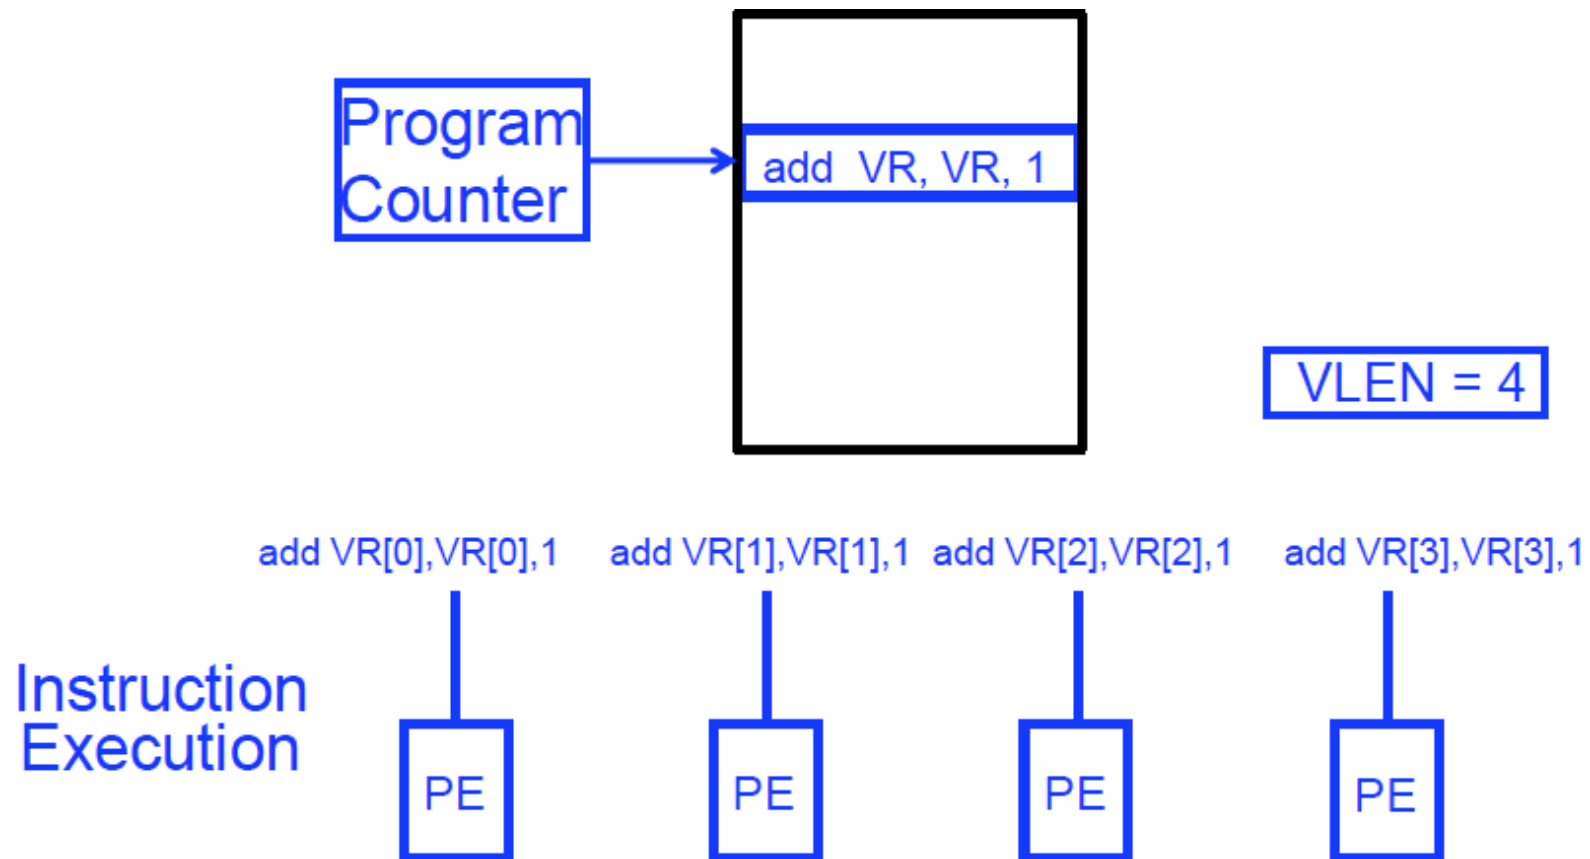 Program
Counter
add VR, VR, 1
VLEN = 4
add VR[0],VR[0],1
add VR[1],VR[1],1
add VR[2],VR[2],1
add VR[3],VR[3],1
Instruction
Execution
PE
PE
PE
PE